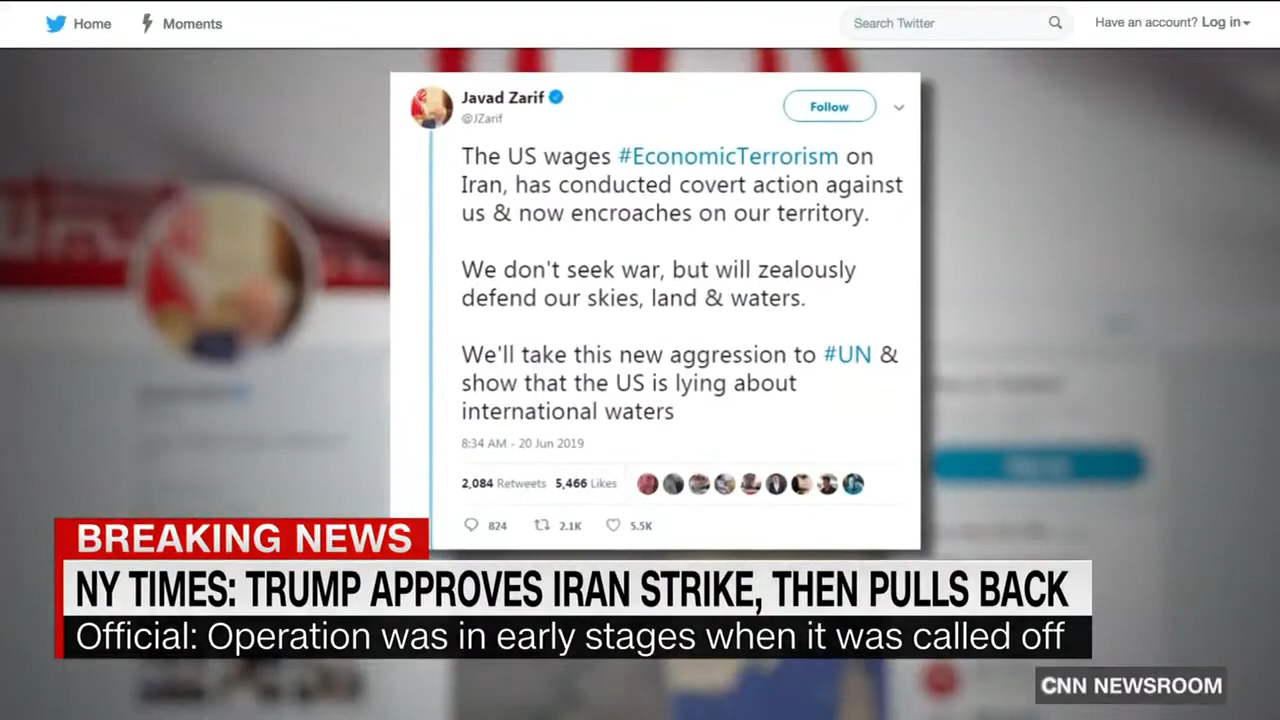 Home Moments Search Twitter Have an account? Log in
Javad Zarif
@JZarif
Follow
The US wages #EconomicTerrorism on
Iran, has conducted covert action against
us & now encroaches on our territory.
We don't seek war, but will zealously
defend our skies, land & waters.
We'll take this new aggression to #UN &
show that the US is lying about
international waters
8:34 AM - 20 Jun 2019
2,084 Retweets 5,466 Likes
824 2.1K 5.5K
BREAKING NEWS
NY TIMES: TRUMP APPROVES IRAN STRIKE, THEN PULLS BACK
Official: Operation was in early stages when it was called off
CNN NEWSROOM